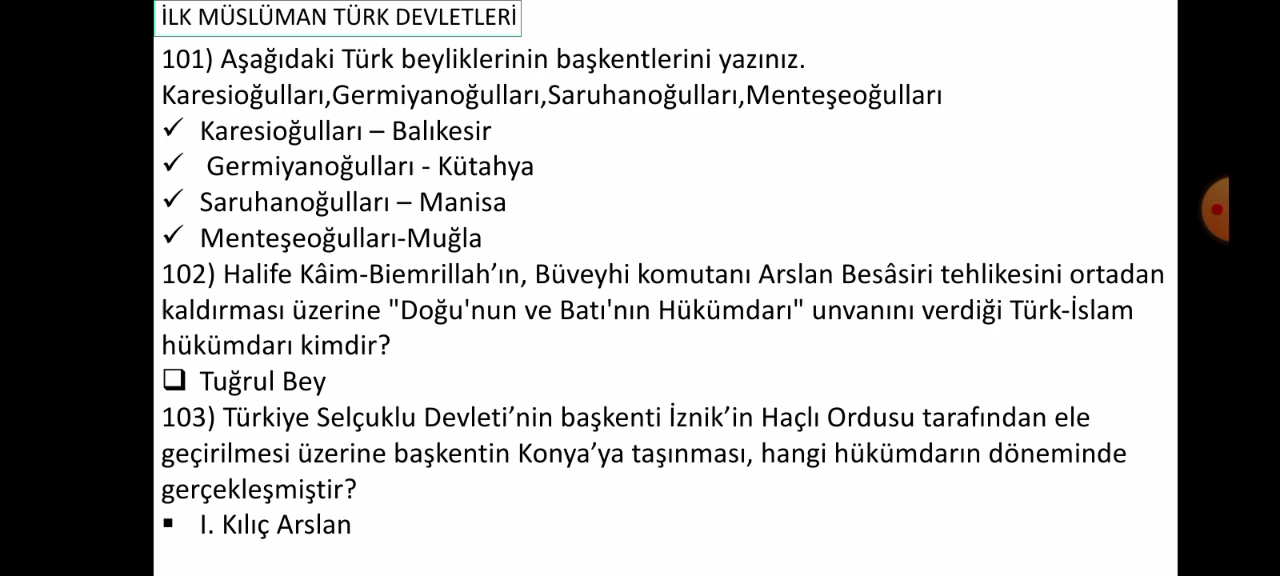 İLK MÜSLÜMAN TÜRK DEVLETLERİ
101) Aşağıdaki Türk beyliklerinin başkentlerini yazınız.
Karesioğulları,Germiyanoğulları,Saruhanoğulları,Menteşeoğulları
✓ Karesioğulları – Balıkesir
✓ Germiyanoğulları - Kütahya
✓ Saruhanoğulları – Manisa
✓ Menteşeoğulları-Muğla
102) Halife Kâim-Biemrillah’ın, Büveyhi komutanı Arslan Besâsiri tehlikesini ortadan
kaldırması üzerine "Doğu'nun ve Batı'nın Hükümdarı" unvanını verdiği Türk-İslam
hükümdarı kimdir?
❑ Tuğrul Bey
103) Türkiye Selçuklu Devleti’nin başkenti İznik’in Haçlı Ordusu tarafından ele
geçirilmesi üzerine başkentin Konya’ya taşınması, hangi hükümdarın döneminde
gerçekleşmiştir?
▪ I. Kılıç Arslan